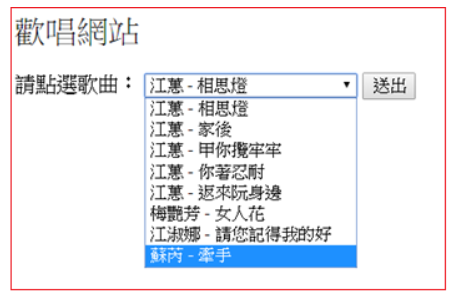 歡唱網站
請點選歌曲： 江蕙 - 相思燈 送出
江蕙 - 相思燈
江蕙 - 家後
江蕙 - 甲你攬牢牢
江蕙 - 你著忍耐
江蕙 - 返來阮身邊
梅艷芳 - 女人花
江淑娜 - 請您記得我的好
蘇芮 - 牽手